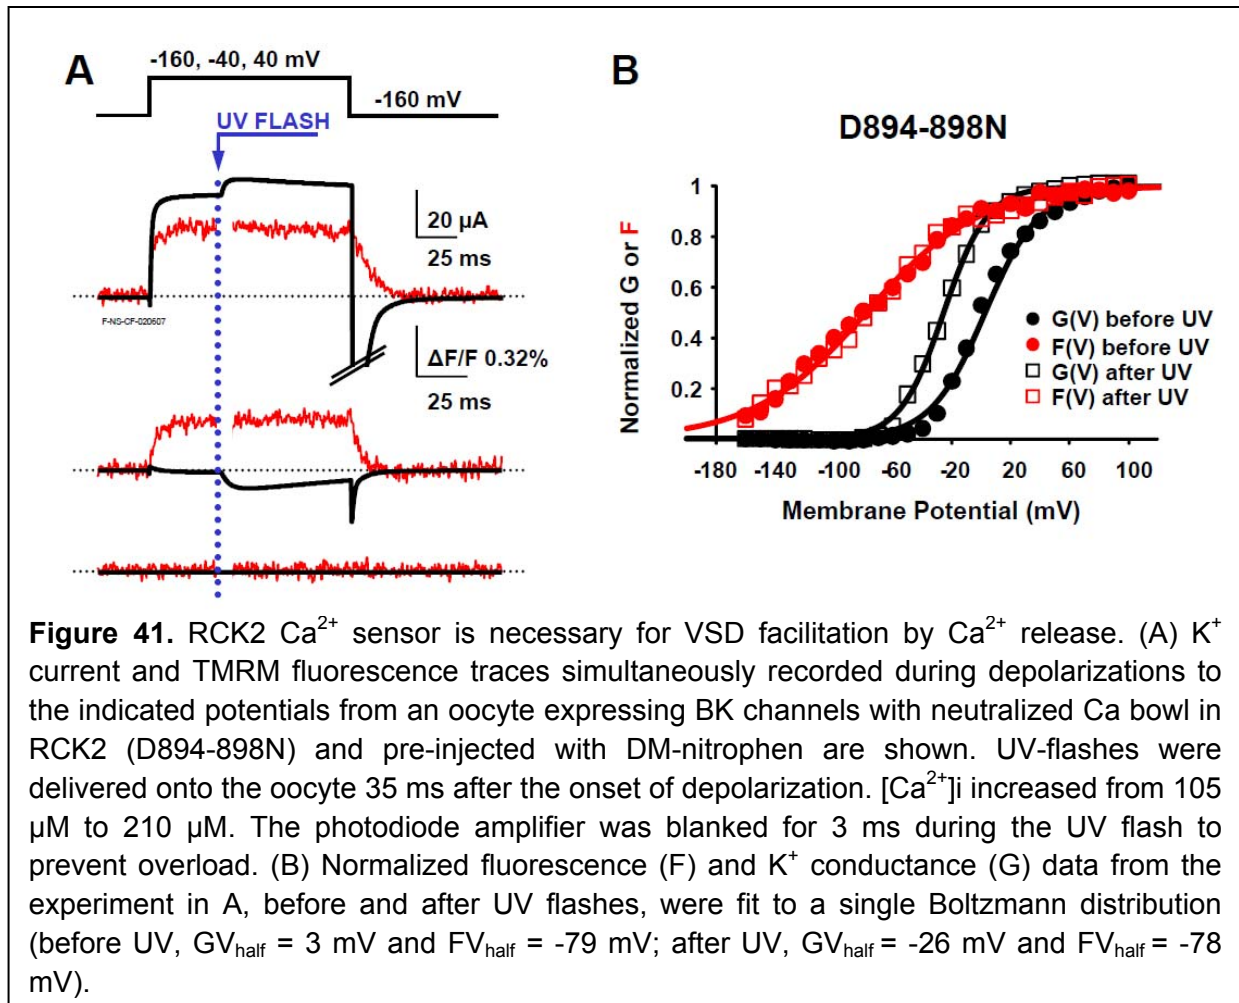 A
-160, -40, 40 mV
-160 mV
UV FLASH
20 µA
25 ms
F-NS-CF-020607
ΔF/F 0.32%
25 ms
B
D894-898N
Normalized G or F
1
0.8
0.6
0.4
0.2
-180 -140 -100 -60 -20 20 60 100
Membrane Potential (mV)
G(V) before UV
F(V) before UV
G(V) after UV
F(V) after UV
Figure 41. RCK2 Ca²⁺ sensor is necessary for VSD facilitation by Ca²⁺ release. (A) K⁺
current and TMRM fluorescence traces simultaneously recorded during depolarizations to
the indicated potentials from an oocyte expressing BK channels with neutralized Ca bowl in
RCK2 (D894-898N) and pre-injected with DM-nitrophen are shown. UV-flashes were
delivered onto the oocyte 35 ms after the onset of depolarization. [Ca²⁺]i increased from 105
µM to 210 µM. The photodiode amplifier was blanked for 3 ms during the UV flash to
prevent overload. (B) Normalized fluorescence (F) and K⁺ conductance (G) data from the
experiment in A, before and after UV flashes, were fit to a single Boltzmann distribution
(before UV, GV_half = 3 mV and FV_half = -79 mV; after UV, GV_half = -26 mV and FV_half = -78
mV).